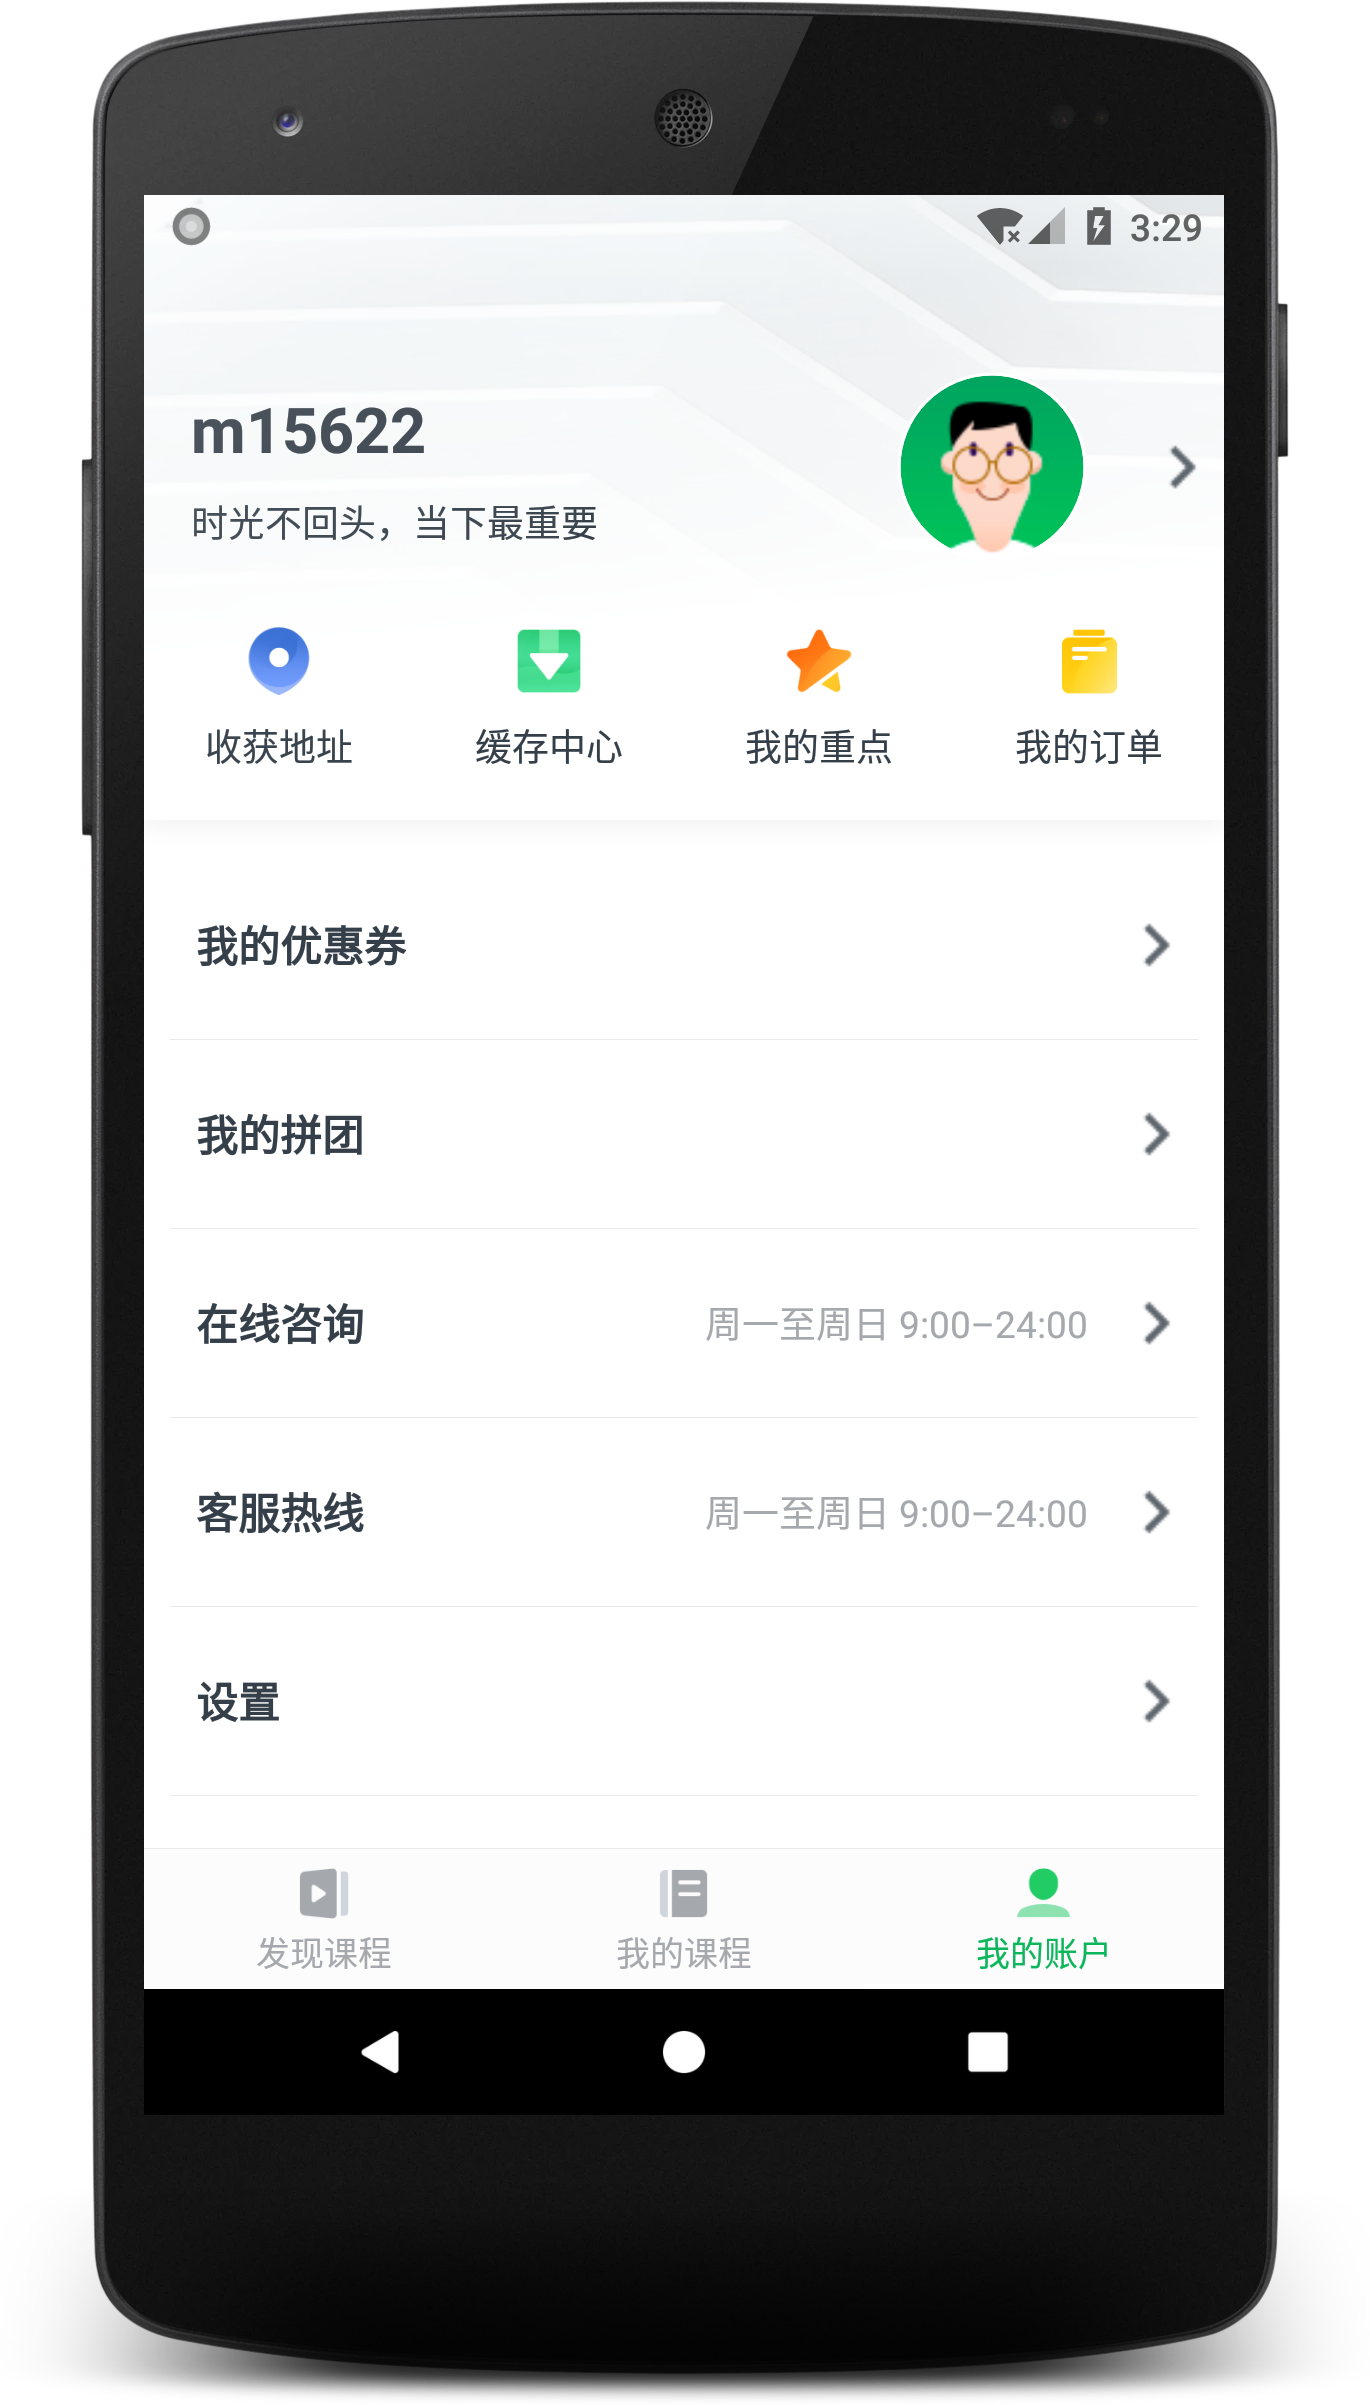 3:29
m15622
时光不回头，当下最重要
收获地址 缓存中心 我的重点 我的订单
我的优惠券
我的拼团
在线咨询 周一至周日 9:00-24:00
客服热线 周一至周日 9:00-24:00
设置
发现课程 我的课程 我的账户